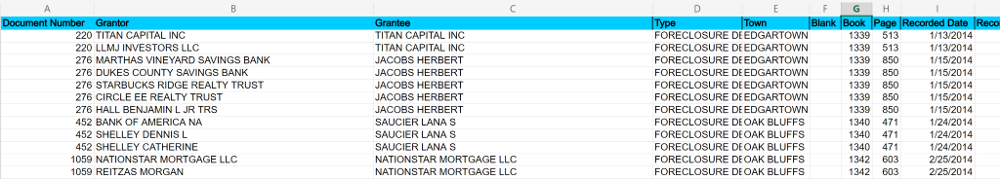 A B C D E F G H I
Document Number Grantor Grantee Type Town Blank Book Page Recorded Date Reco
220 TITAN CAPITAL INC TITAN CAPITAL INC FORECLOSURE DE EDGARTOWN 1339 513 1/13/2014
220 LLMJ INVESTORS LLC TITAN CAPITAL INC FORECLOSURE DE EDGARTOWN 1339 513 1/13/2014
276 MARTHAS VINEYARD SAVINGS BANK JACOBS HERBERT FORECLOSURE DE EDGARTOWN 1339 850 1/15/2014
276 DUKES COUNTY SAVINGS BANK JACOBS HERBERT FORECLOSURE DE EDGARTOWN 1339 850 1/15/2014
276 STARBUCKS RIDGE REALTY TRUST JACOBS HERBERT FORECLOSURE DE EDGARTOWN 1339 850 1/15/2014
276 CIRCLE EE REALTY TRUST JACOBS HERBERT FORECLOSURE DE EDGARTOWN 1339 850 1/15/2014
276 HALL BENJAMIN L JR TRS JACOBS HERBERT FORECLOSURE DE EDGARTOWN 1339 850 1/15/2014
452 BANK OF AMERICA NA SAUCIER LANA S FORECLOSURE DE OAK BLUFFS 1340 471 1/24/2014
452 SHELLEY DENNIS L SAUCIER LANA S FORECLOSURE DE OAK BLUFFS 1340 471 1/24/2014
452 SHELLEY CATHERINE SAUCIER LANA S FORECLOSURE DE OAK BLUFFS 1340 471 1/24/2014
1059 NATIONSTAR MORTGAGE LLC NATIONSTAR MORTGAGE LLC FORECLOSURE DE OAK BLUFFS 1342 603 2/25/2014
1059 REITZAS MORGAN NATIONSTAR MORTGAGE LLC FORECLOSURE DE OAK BLUFFS 1342 603 2/25/2014